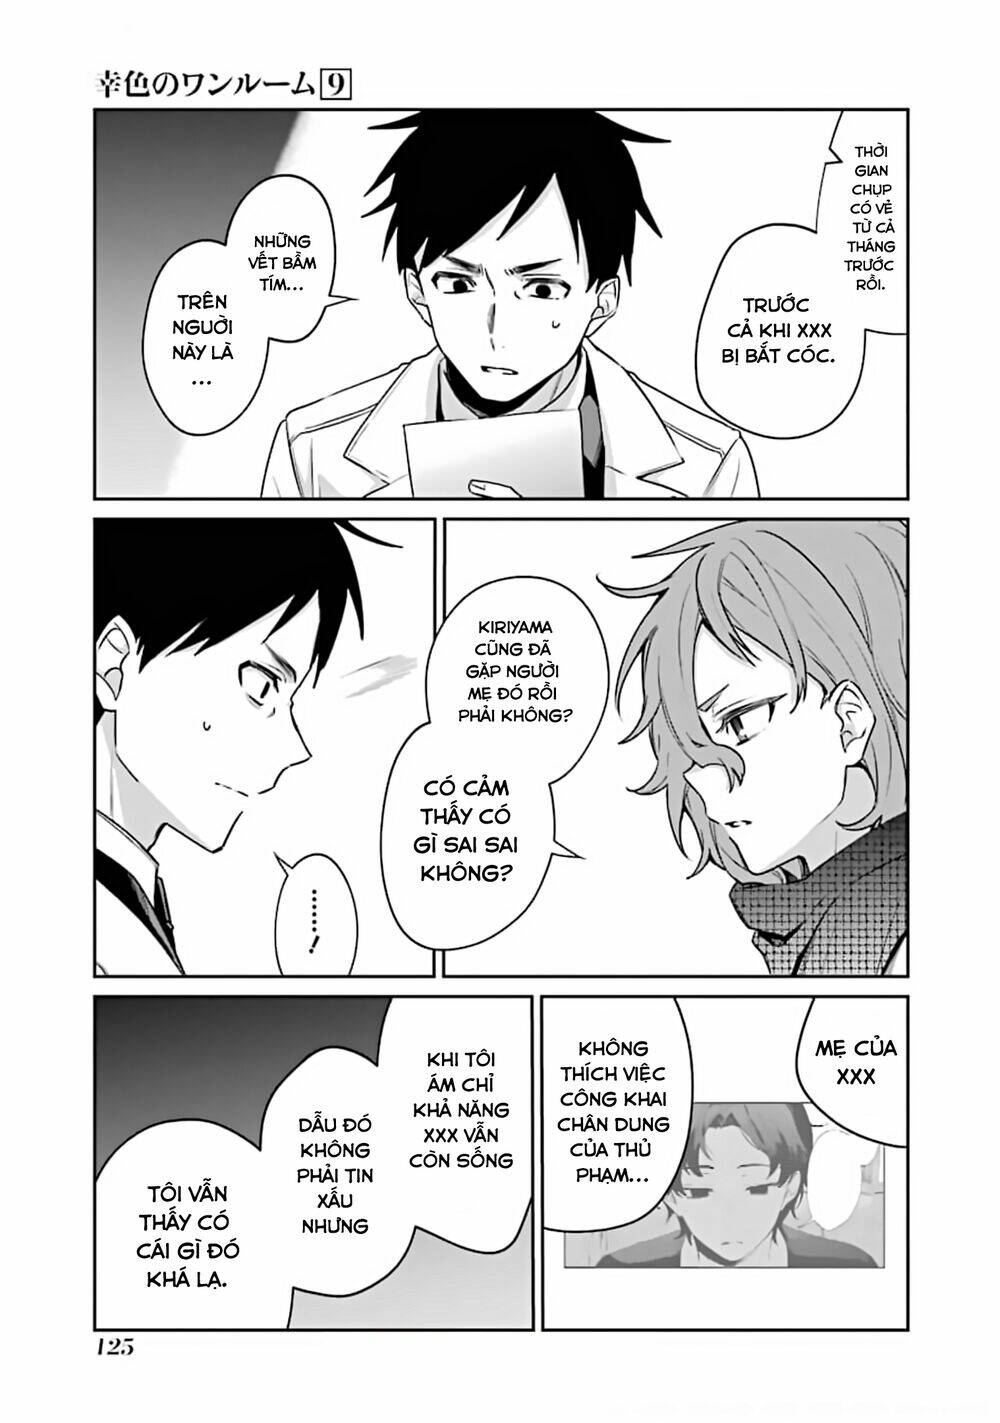 幸色のワンルーム9
THỜI
GIAN
CHỤP
CÓ VẺ
TỪ CẢ
THÁNG
TRƯỚC
RỒI.
TRƯỚC
CẢ KHI XXX
BỊ BẮT CÓC.
NHỮNG
VẾT BẦM
TÍM...
TRÊN
NGUỜI
NÀY LÀ
...
KIRIYAMA
CŨNG ĐÃ
GẶP NGƯỜI
MẸ ĐÓ RỒI
PHẢI KHÔNG?
CÓ CẢM
THẤY CÓ
GÌ SAI SAI
KHÔNG?
......!
MẸ CỦA
XXX
KHÔNG
THÍCH VIỆC
CÔNG KHAI
CHÂN DUNG
CỦA THỦ
PHẠM...
KHI TÔI
ÁM CHỈ
KHẢ NĂNG
XXX VẪN
CÒN SỐNG
DẪU ĐÓ
KHÔNG
PHẢI TIN
XẤU
NHƯNG
TÔI VẪN
THẤY CÓ
CÁI GÌ ĐÓ
KHÁ LẠ.
125